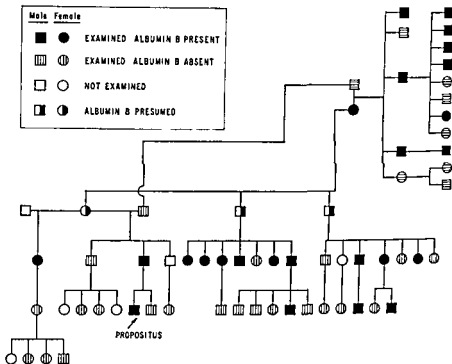 Male Female
EXAMINED ALBUMIN B PRESENT
EXAMINED ALBUMIN B ABSENT
NOT EXAMINED
ALBUMIN B PRESUMED
PROPOSITUS